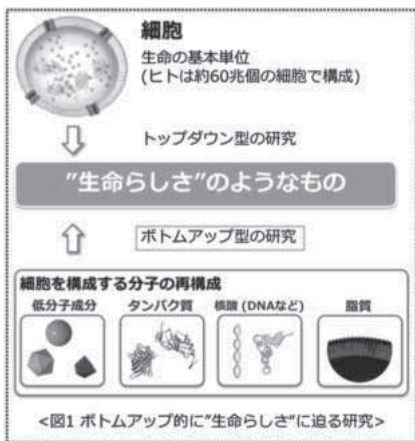 細胞
生命の基本単位
(ヒトは約60兆個の細胞で構成)
トップダウン型の研究
"生命らしさ"のようなもの
ボトムアップ型の研究
細胞を構成する分子の再構成
低分子成分 タンパク質 核酸 (DNAなど) 脂質
<図1 ボトムアップ的に"生命らしさ"に迫る研究>